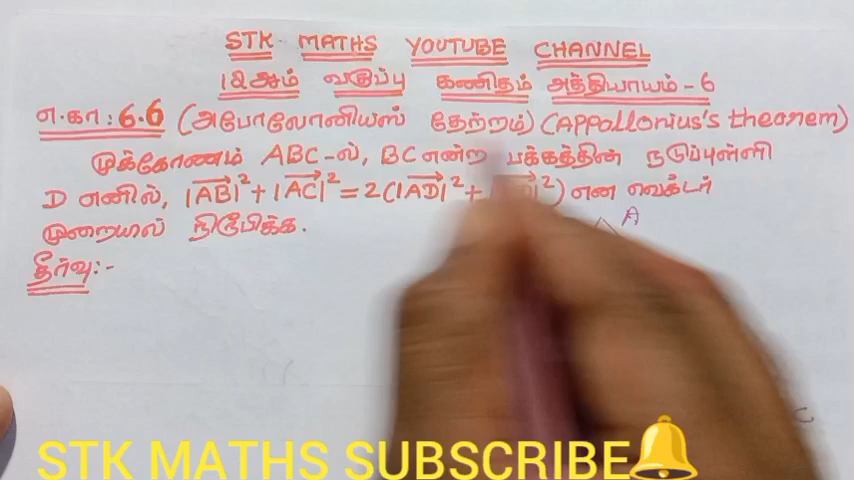 STK MATHS YOUTUBE CHANNEL
12ஆம் வகுப்பு கணிதம் அத்தியாயம் - 6
எ.கா : 6.6 (அபோலோனியஸ் தேற்றம்) (Appollonius's theorem)
முக்கோணம் ABC-ல், BC என்ற பக்கத்தின் நடுப்புள்ளி
D எனில், |AB|² + |AC|² = 2(|AD|² + ²) என வெக்டர்
முறையில் நிரூபிக்க.
A
தீர்வு:-
C
STK MATHS SUBSCRIBE